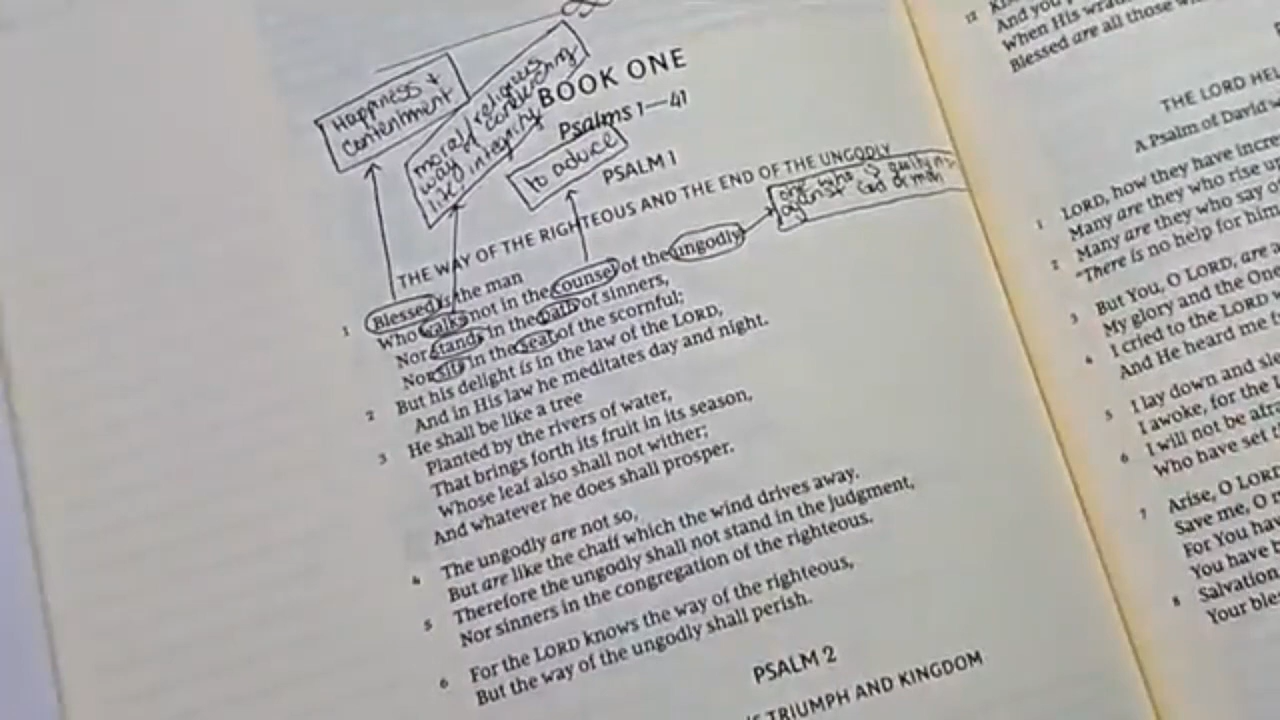 Happiness +
contentment
moral religious
way of conducting
life integrity
BOOK ONE
Psalms 1—41
to advice
PSALM 1
THE WAY OF THE RIGHTEOUS AND THE END OF THE UNGODLY
one who is guilty
against God or man
1 Blessed is the man
Who walks not in the counsel of the ungodly,
Nor stands in the path of sinners,
Nor sits in the seat of the scornful;
2 But his delight is in the law of the LORD,
And in His law he meditates day and night.
3 He shall be like a tree
Planted by the rivers of water,
That brings forth its fruit in its season,
Whose leaf also shall not wither;
And whatever he does shall prosper.
4 The ungodly are not so,
But are like the chaff which the wind drives away.
5 Therefore the ungodly shall not stand in the judgment,
Nor sinners in the congregation of the righteous.
6 For the LORD knows the way of the righteous,
But the way of the ungodly shall perish.
PSALM 2
TRIUMPH AND KINGDOM
12
And you
When His wrath
Blessed are all those
THE LORD HEL
A Psalm of David
1 LORD, how they have incre
Many are they who rise up
2 Many are they who say of
"There is no help for him
3 But You, O LORD, are a
My glory and the One
4 I cried to the LORD
And He heard me
5 I lay down and sle
I awoke, for the
6 I will not be afra
Who have set
7 Arise, O LORD
Save me, O m
For You hav
You have b
8 Salvation
Your bles